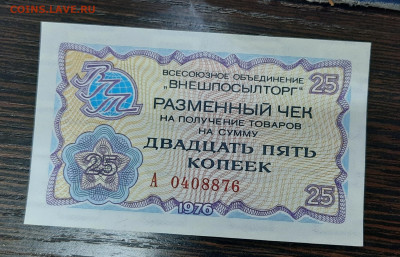 COINS.LAVE.RU
ВПТ
ВСЕСОЮЗНОЕ ОБЪЕДИНЕНИЕ
"ВНЕШПОСЫЛТОРГ"
25
РАЗМЕННЫЙ ЧЕК
НА ПОЛУЧЕНИЕ ТОВАРОВ
НА СУММУ
ДВАДЦАТЬ ПЯТЬ
КОПЕЕК
25
А 0408876
25
1976